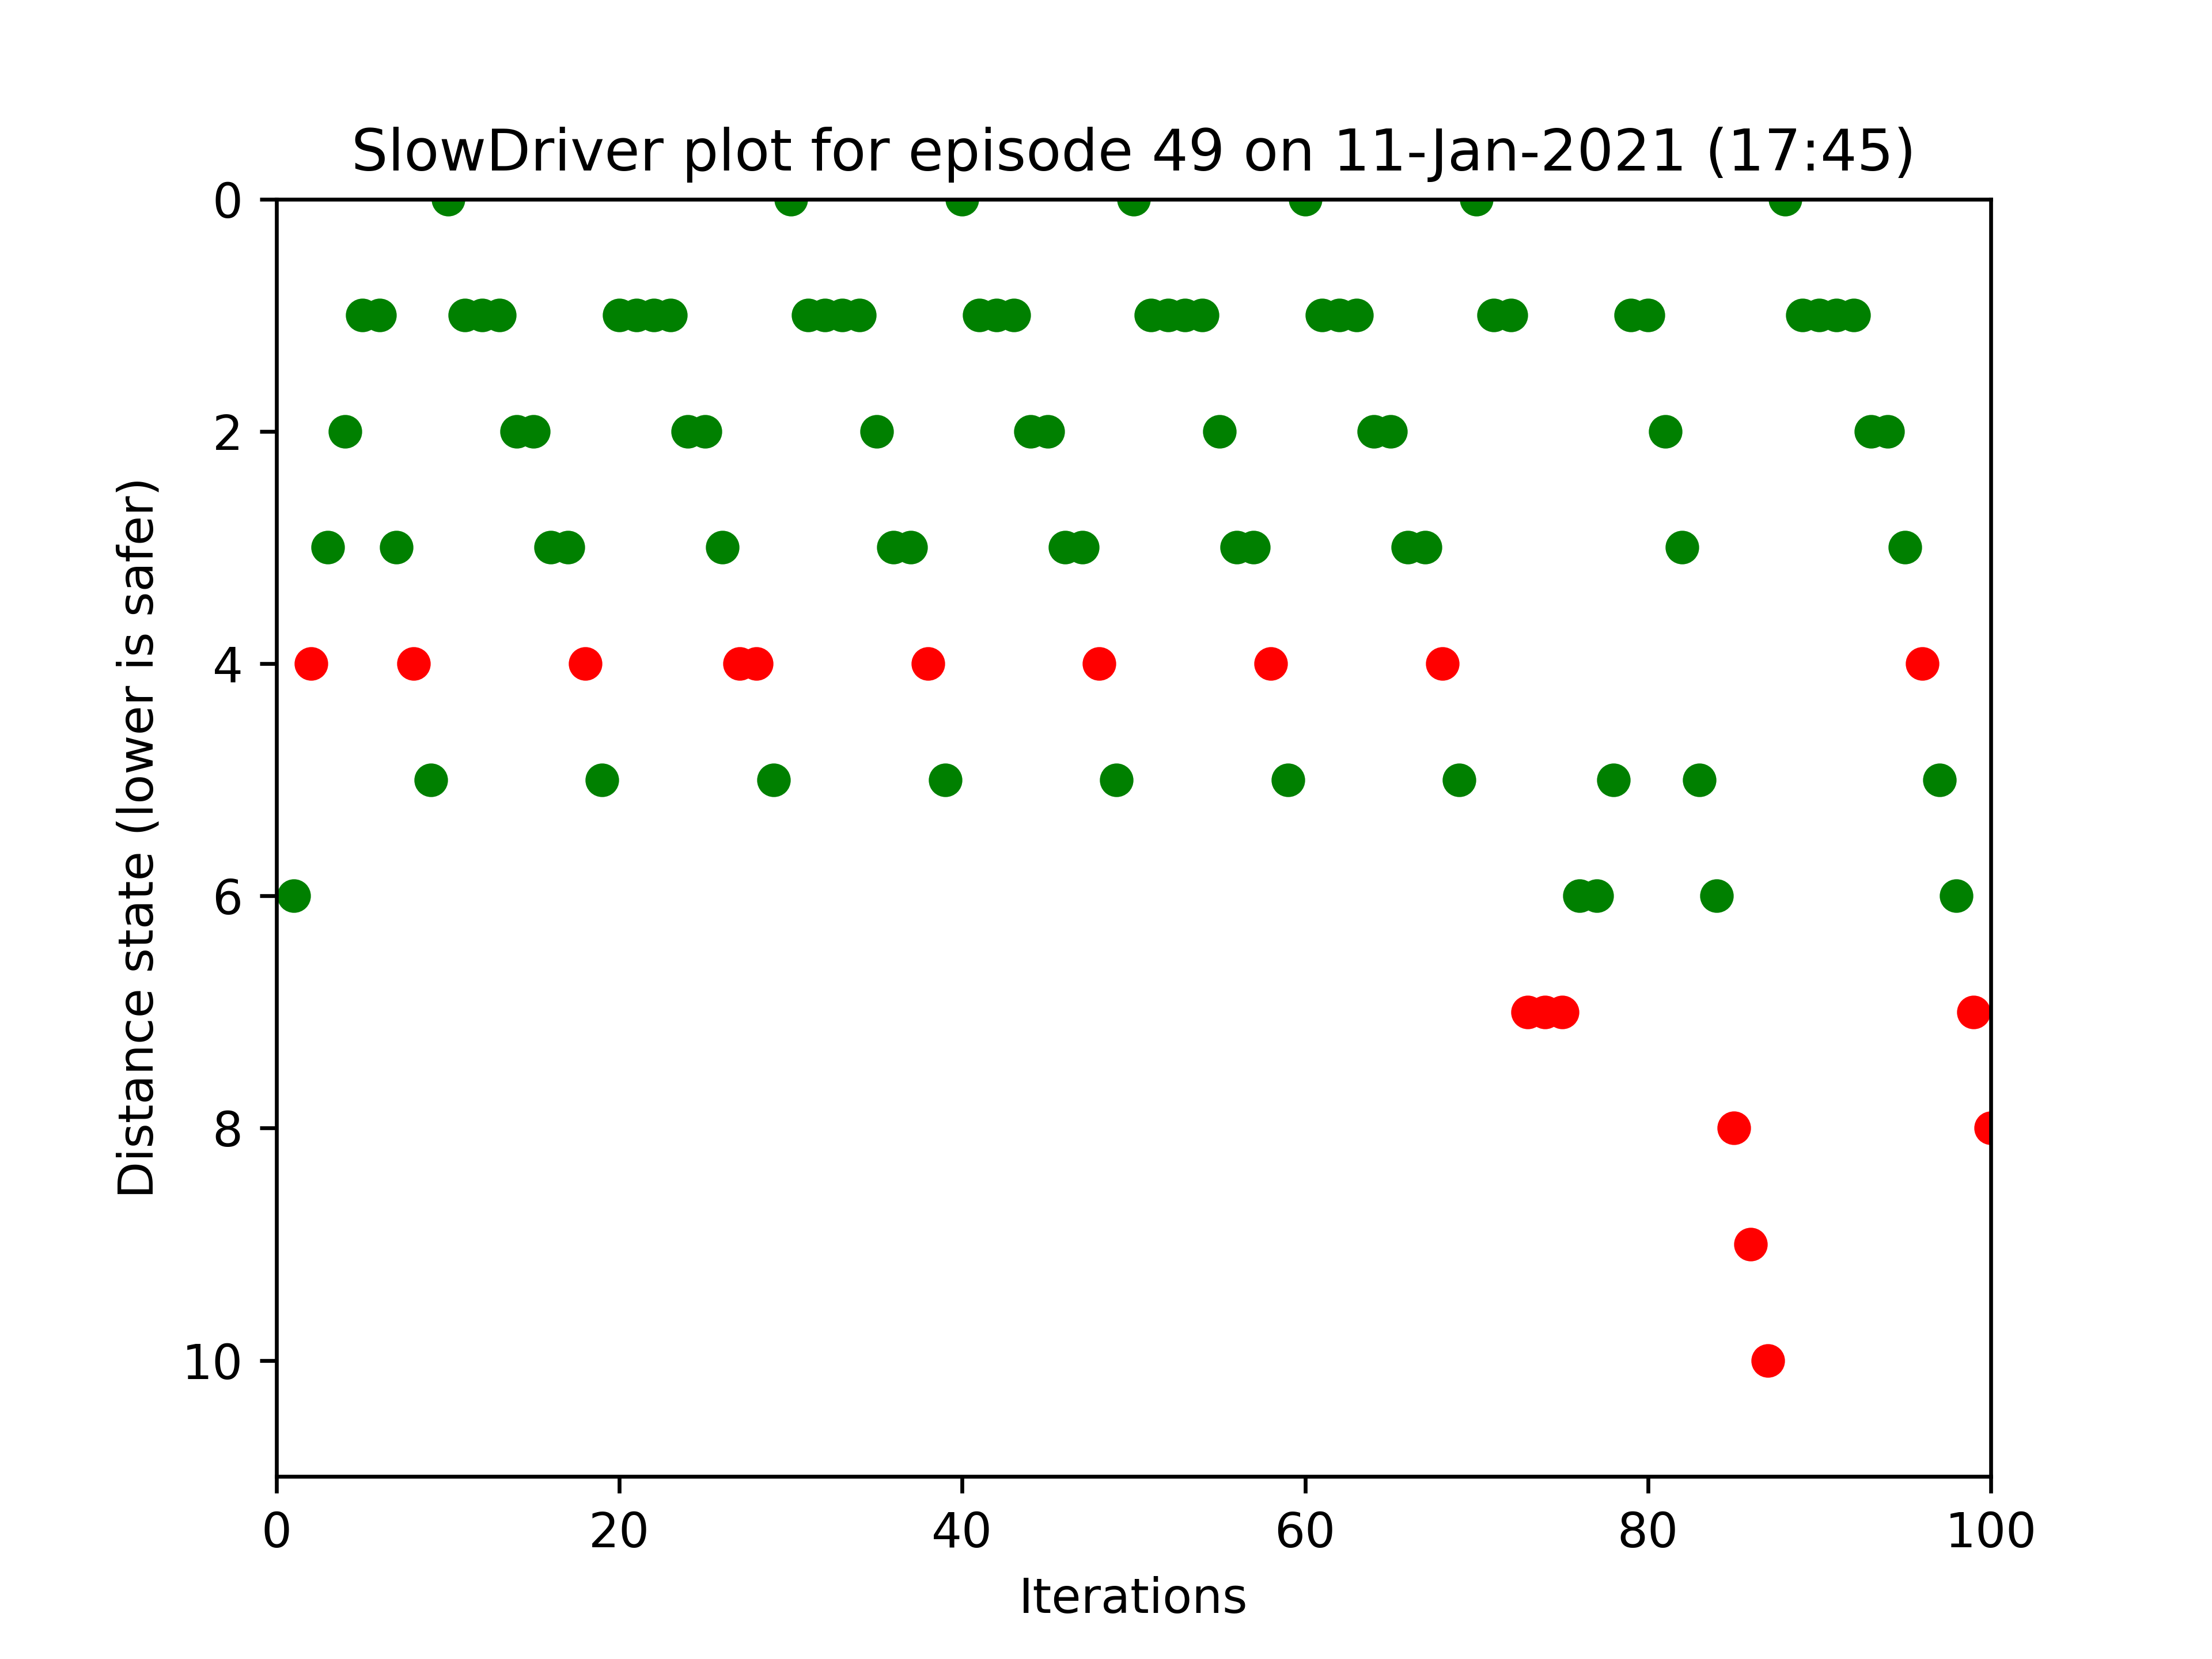 SlowDriver plot for episode 49 on 11-Jan-2021 (17:45)
0
2
4
6
8
10
Distance state (lower is safer)
0 20 40 60 80 100
Iterations